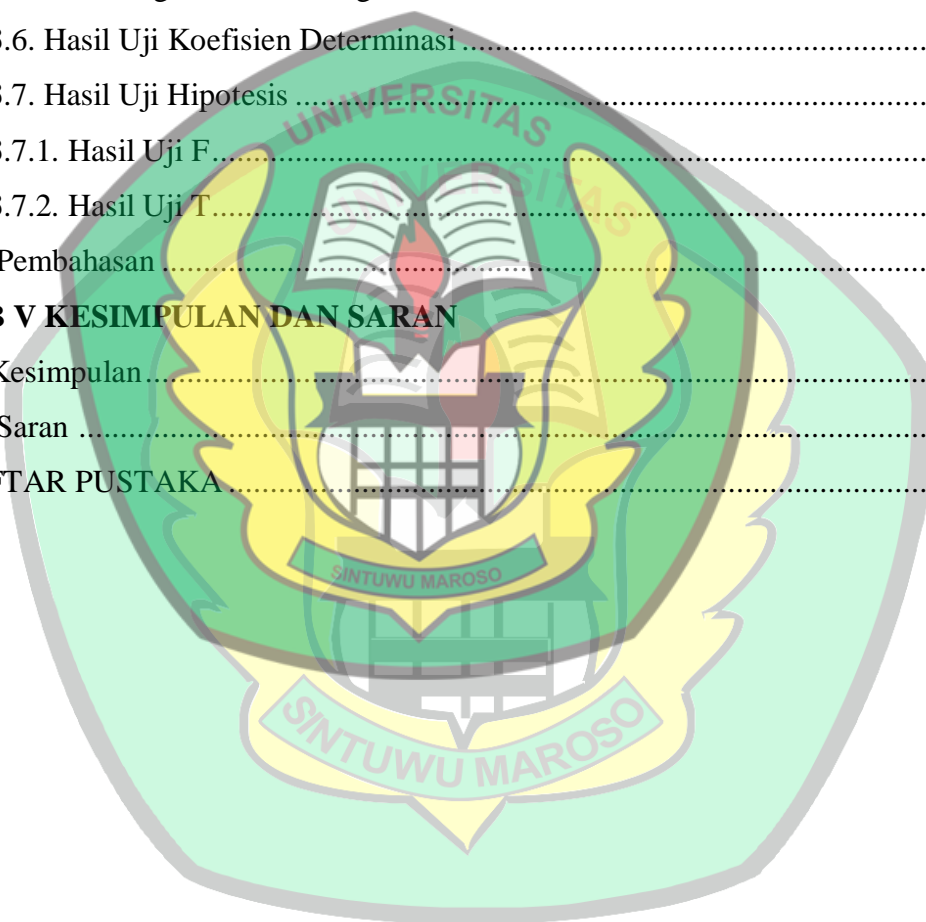 3.6. Hasil Uji Koefisien Determinasi
3.7. Hasil Uji Hipotesis
3.7.1. Hasil Uji F
3.7.2. Hasil Uji T
Pembahasan
V KESIMPULAN DAN SARAN
Kesimpulan
Saran
TAR PUSTAKA
UNIVERSITAS
SINTUWU MAROSO
UNIVERSITAS
SINTUWU MAROSO